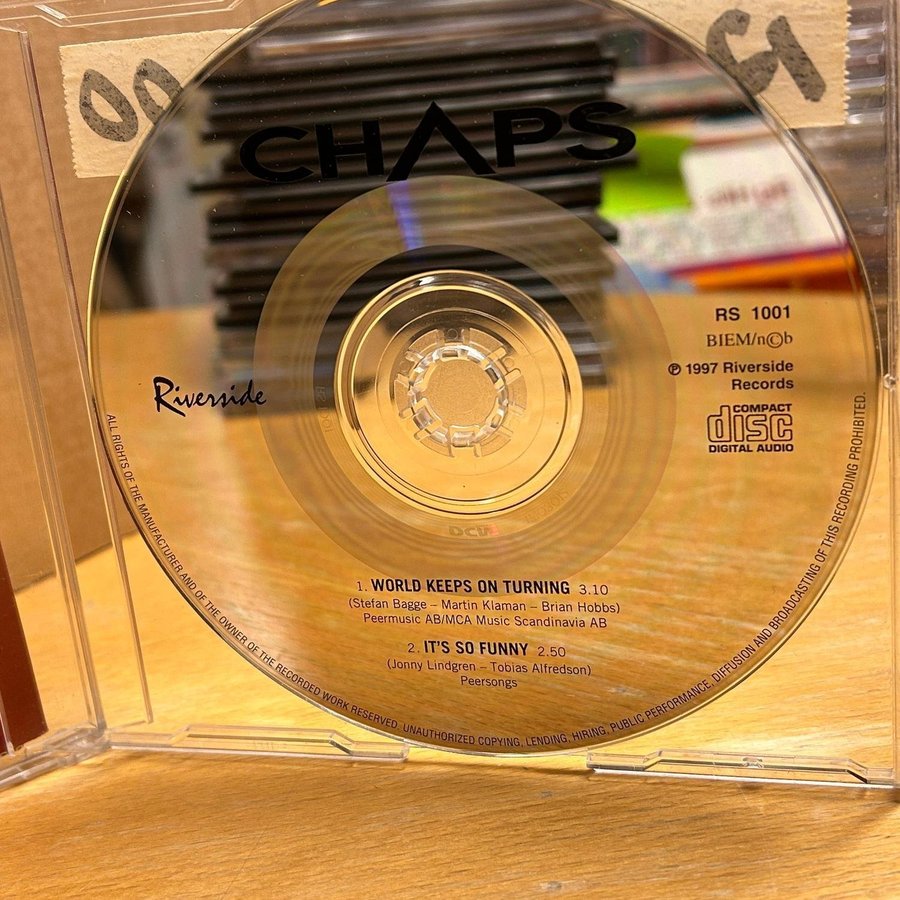 CHAPS
RS 1001
BIEM/n©b
℗ 1997 Riverside
Records
Riverside
COMPACT
disc
DIGITAL AUDIO
1. WORLD KEEPS ON TURNING 3.10
(Stefan Bagge – Martin Klaman – Brian Hobbs)
Peermusic AB/MCA Music Scandinavia AB
2. IT'S SO FUNNY 2.50
(Jonny Lindgren – Tobias Alfredson)
Peersongs
ALL RIGHTS OF THE MANUFACTURER AND OF THE OWNER OF THE RECORDED WORK RESERVED. UNAUTHORIZED COPYING, LENDING, HIRING, PUBLIC PERFORMANCE, DIFFUSION AND BROADCASTING OF THIS RECORDING PROHIBITED.